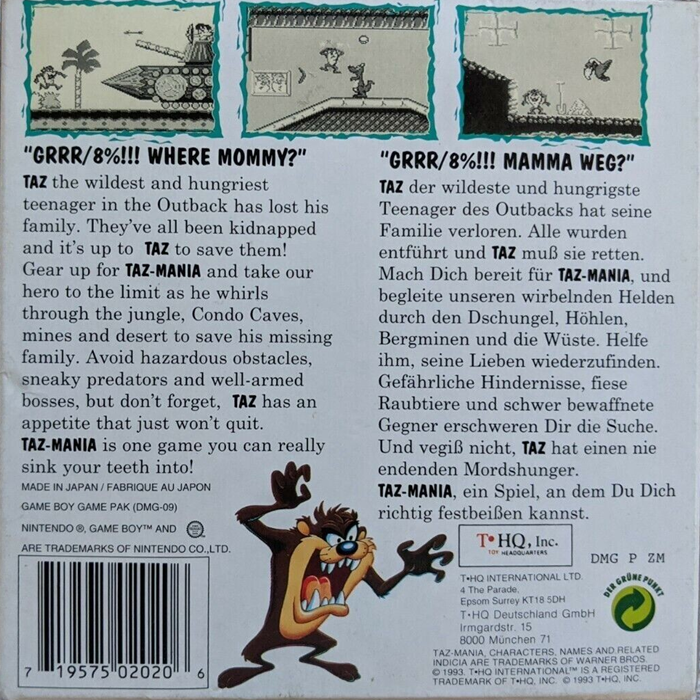 "GRRR/8%!!! WHERE MOMMY?"
TAZ the wildest and hungriest
teenager in the Outback has lost his
family. They've all been kidnapped
and it's up to TAZ to save them!
Gear up for TAZ-MANIA and take our
hero to the limit as he whirls
through the jungle, Condo Caves,
mines and desert to save his missing
family. Avoid hazardous obstacles,
sneaky predators and well-armed
bosses, but don't forget, TAZ has an
appetite that just won't quit.
TAZ-MANIA is one game you can really
sink your teeth into!
MADE IN JAPAN / FABRIQUE AU JAPON
GAME BOY GAME PAK (DMG-09)
NINTENDO ®, GAME BOY™ AND
ARE TRADEMARKS OF NINTENDO CO.,LTD.
7 19575 02020 6
"GRRR/8%!!! MAMMA WEG?"
TAZ der wildeste und hungrigste
Teenager des Outbacks hat seine
Familie verloren. Alle wurden
entführt und TAZ muß sie retten.
Mach Dich bereit für TAZ-MANIA, und
begleite unseren wirbelnden Helden
durch den Dschungel, Höhlen,
Bergminen und die Wüste. Helfe
ihm, seine Lieben wiederzufinden.
Gefährliche Hindernisse, fiese
Raubtiere und schwer bewaffnete
Gegner erschweren Dir die Suche.
Und vegiß nicht, TAZ hat einen nie
endenden Mordshunger.
TAZ-MANIA, ein Spiel, an dem Du Dich
richtig festbeißen kannst.
T•HQ, Inc.
TOY HEADQUARTERS
DMG P ZM
T•HQ INTERNATIONAL LTD.
4 The Parade,
Epsom Surrey KT18 5DH
T•HQ Deutschland GmbH
Irmgardstr. 15
8000 München 71
DER GRÜNE PUNKT
TAZ-MANIA, CHARACTERS, NAMES AND RELATED
INDICIA ARE TRADEMARKS OF WARNER BROS.
© 1993. T•HQ INTERNATIONAL™ IS A REGISTERED
TRADEMARK OF T•HQ, INC. © 1993 T•HQ, INC.